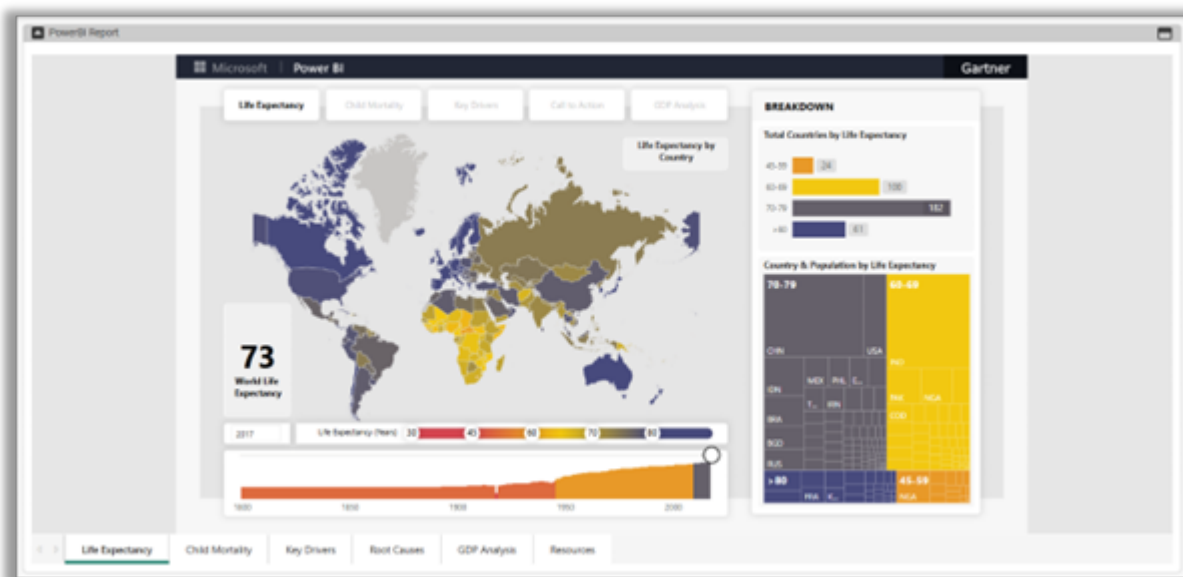 PowerBI Report
Microsoft Power BI Gartner
Life Expectancy Child Mortality Key Drivers Call to Action GDP Analysis
BREAKDOWN
Life Expectancy by
Country
Total Countries by Life Expectancy
45-59 24
60-69 100
70-79 182
>80 61
73
World Life
Expectancy
Country & Population by Life Expectancy
70-79 60-69
CHN USA
IND
IDN MEX PHL E...
PAK NGA
T... IRN
COD
BRA
BGD
RUS
>80 45-59
FRA K... NGA
2017 Life Expectancy (Years) 30 45 60 70 80
1800 1850 1900 1950 2000
Life Expectancy Child Mortality Key Drivers Root Causes GDP Analysis Resources